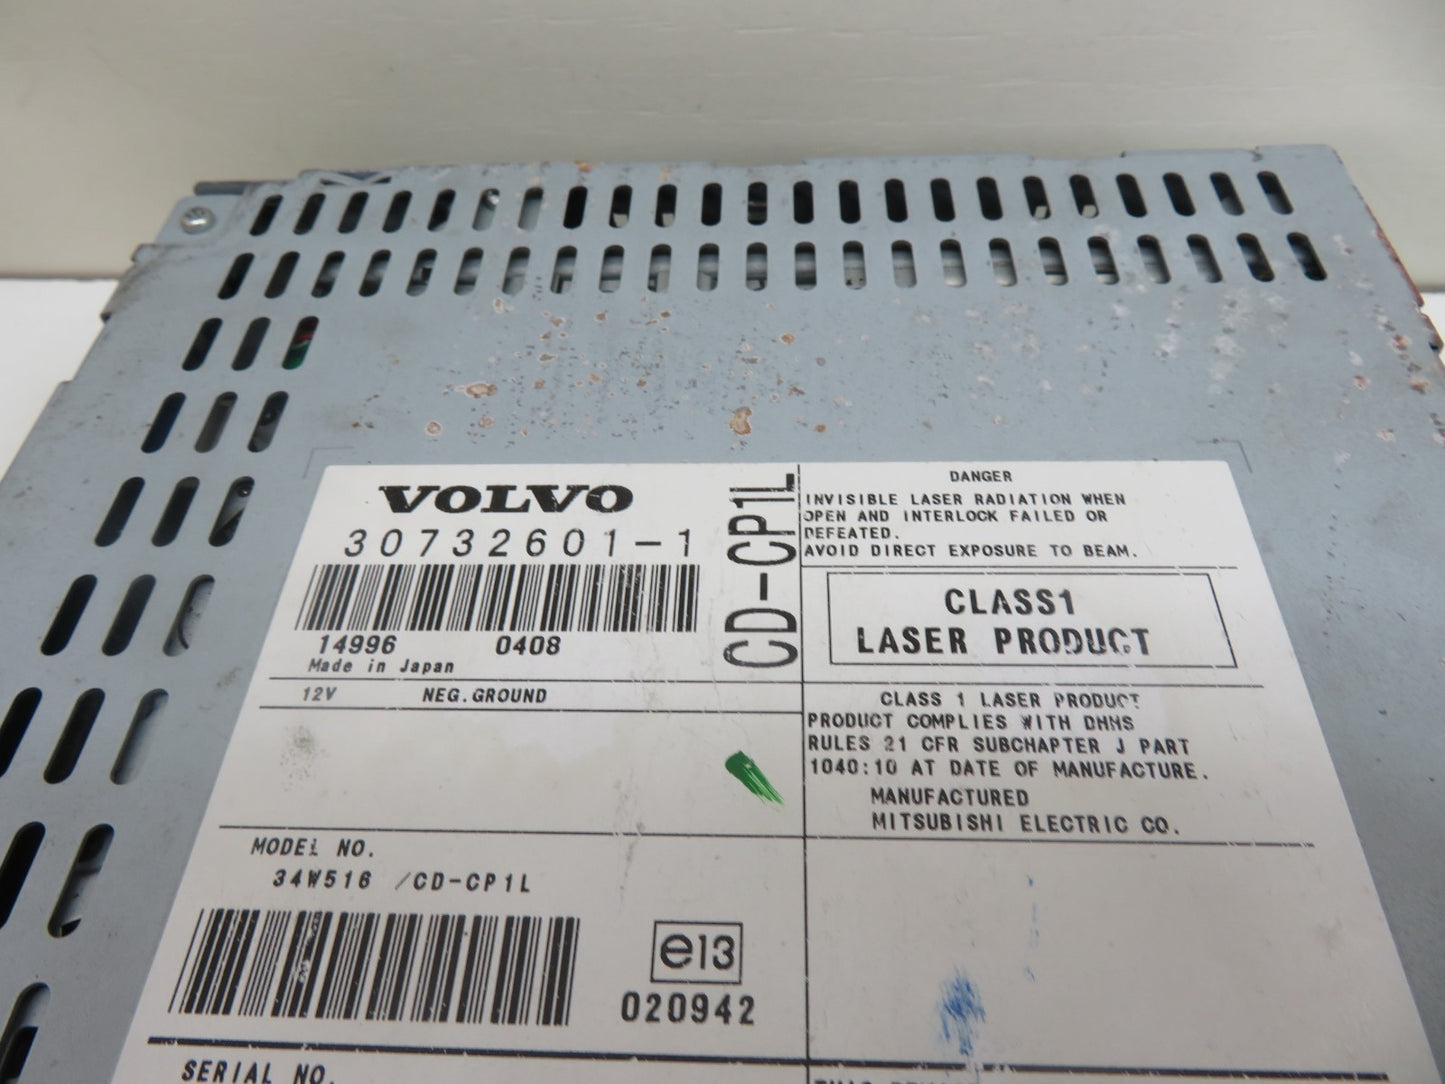 VOLVO
30732601-1
14996 0408
Made in Japan
12V NEG.GROUND
CD-CP1L
DANGER
INVISIBLE LASER RADIATION WHEN
OPEN AND INTERLOCK FAILED OR
DEFEATED.
AVOID DIRECT EXPOSURE TO BEAM.
CLASS1
LASER PRODUCT
CLASS 1 LASER PRODUCT
PRODUCT COMPLIES WITH DHHS
RULES 21 CFR SUBCHAPTER J PART
1040:10 AT DATE OF MANUFACTURE.
MANUFACTURED
MITSUBISHI ELECTRIC CO.
MODEL NO.
34W516 /CD-CP1L
e13
020942
SERIAL NO.